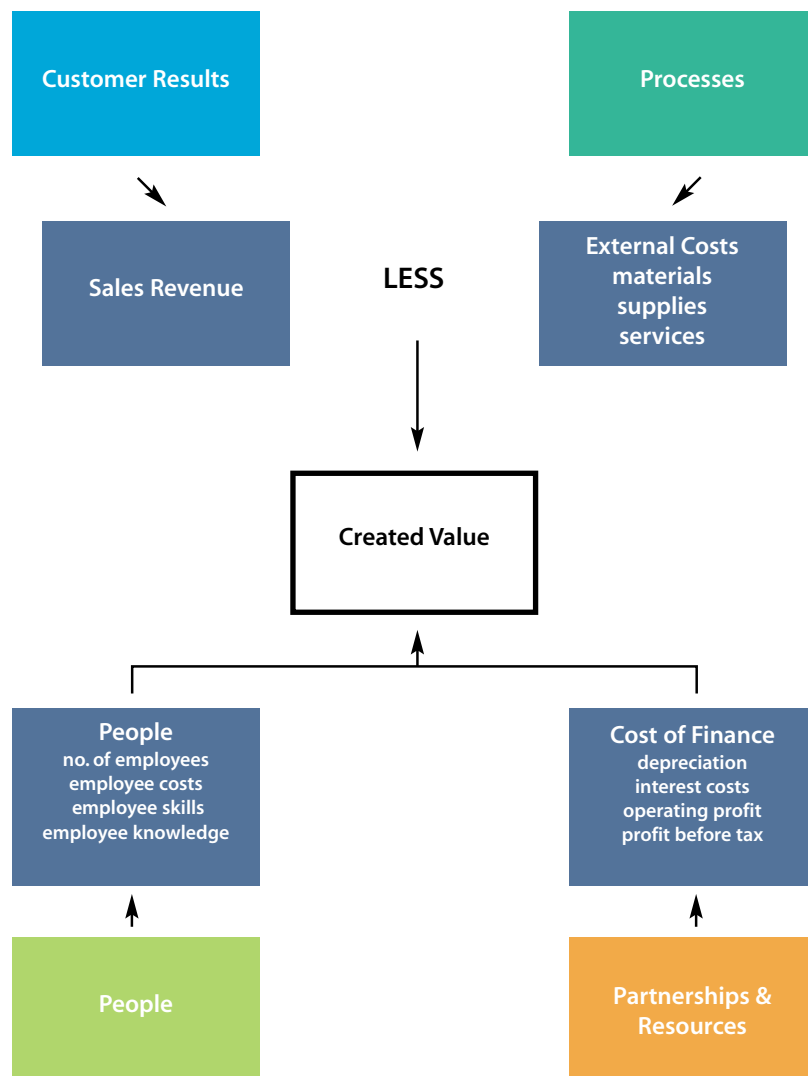 Customer Results
Processes
Sales Revenue
LESS
External Costs
materials
supplies
services
Created Value
People
no. of employees
employee costs
employee skills
employee knowledge
Cost of Finance
depreciation
interest costs
operating profit
profit before tax
People
Partnerships &
Resources